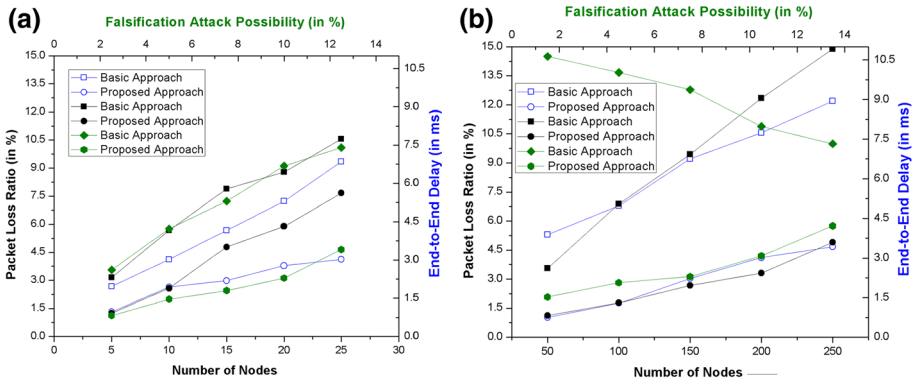 (a)
Falsification Attack Possibility (in %)
0 2 4 6 8 10 12 14
15.0
13.5
12.0
10.5
9.0
7.5
6.0
4.5
3.0
1.5
0.0
Packet Loss Ratio (in %)
Basic Approach
Proposed Approach
Basic Approach
Proposed Approach
Basic Approach
Proposed Approach
10.5
9.0
7.5
6.0
4.5
3.0
1.5
0.0
End-to-End Delay (in ms)
0 5 10 15 20 25 30
Number of Nodes
(b)
Falsification Attack Possibility (in %)
0 2 4 6 8 10 12 14
15.0
13.5
12.0
10.5
9.0
7.5
6.0
4.5
3.0
1.5
0.0
Packet Loss Ratio (in %)
Basic Approach
Proposed Approach
Basic Approach
Proposed Approach
Basic Approach
Proposed Approach
10.5
9.0
7.5
6.0
4.5
3.0
1.5
0.0
End-to-End Delay (in ms)
50 100 150 200 250
Number of Nodes